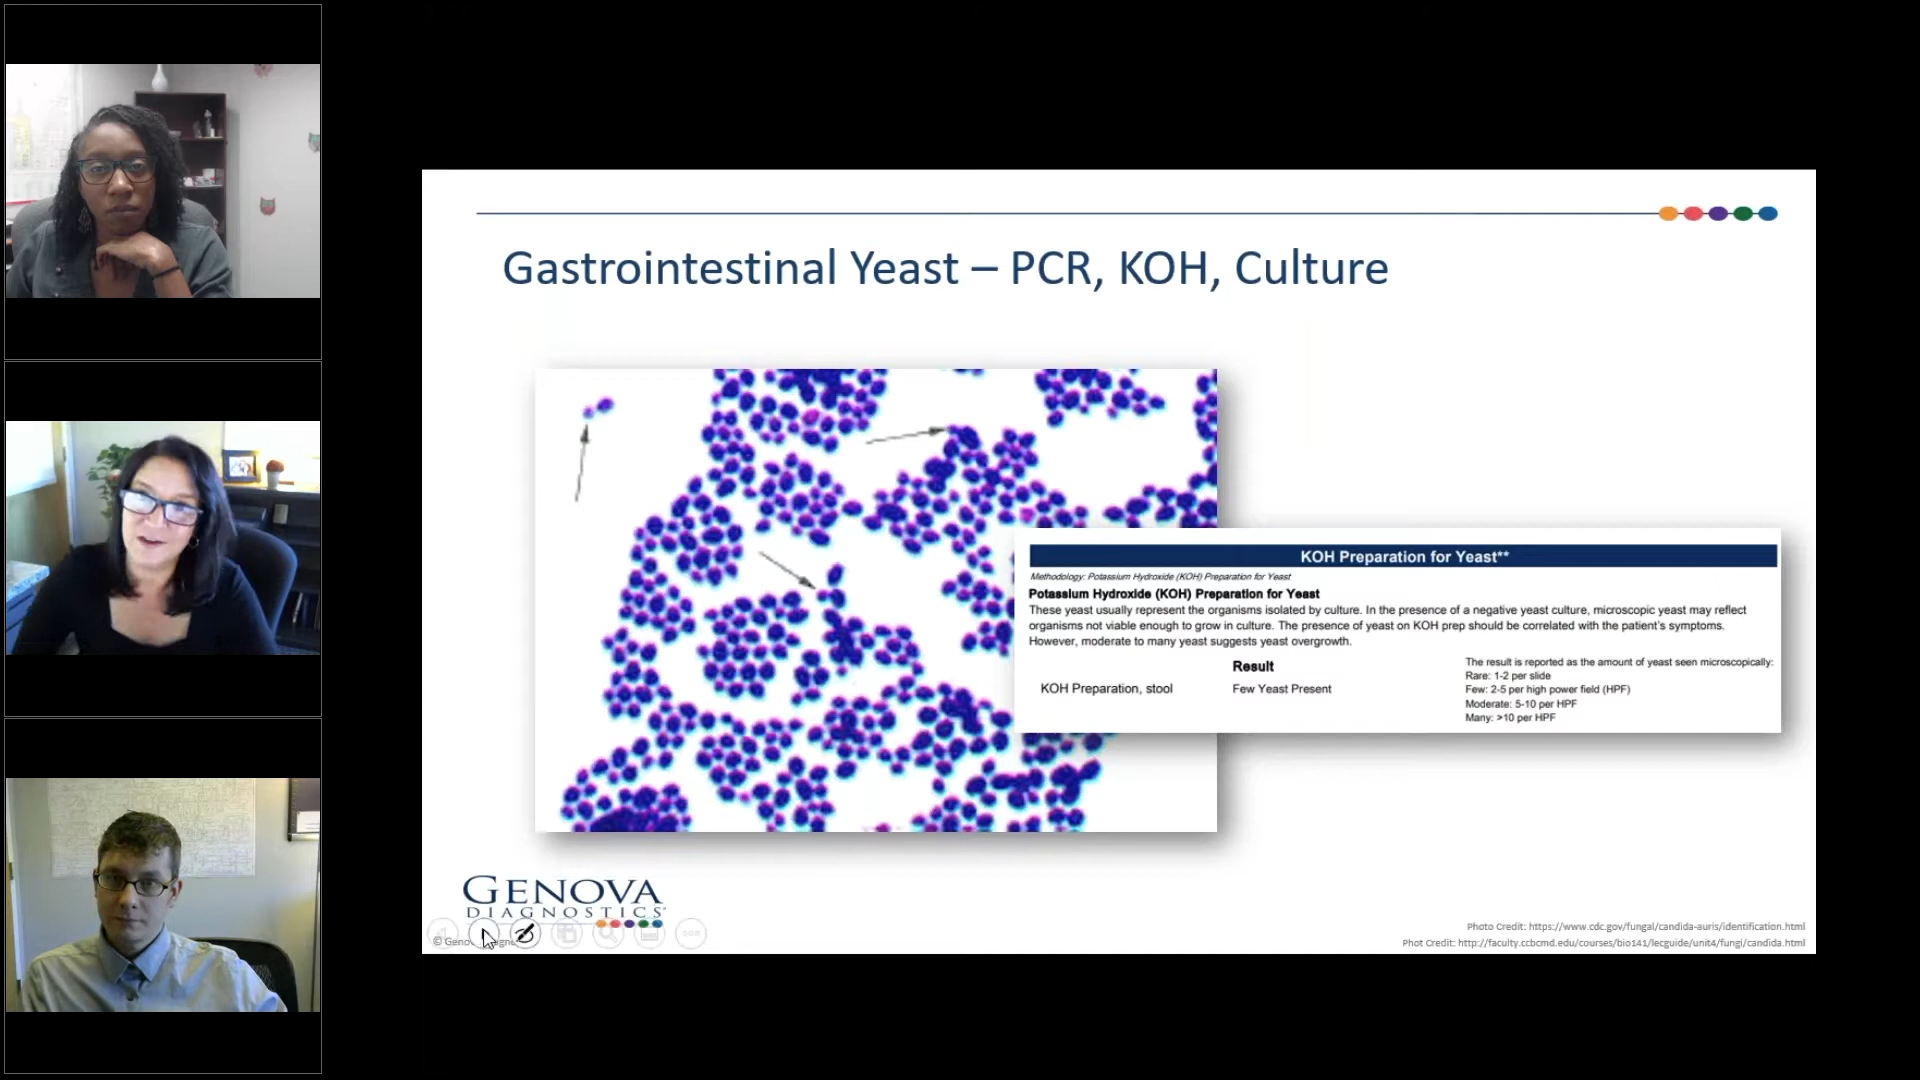 Gastrointestinal Yeast – PCR, KOH, Culture
KOH Preparation for Yeast**
Methodology: Potassium Hydroxide (KOH) Preparation for Yeast
Potassium Hydroxide (KOH) Preparation for Yeast
These yeast usually represent the organisms isolated by culture. In the presence of a negative yeast culture, microscopic yeast may reflect
organisms not viable enough to grow in culture. The presence of yeast on KOH prep should be correlated with the patient's symptoms.
However, moderate to many yeast suggests yeast overgrowth.
Result
KOH Preparation, stool
Few Yeast Present
The result is reported as the amount of yeast seen microscopically:
Rare: 1-2 per slide
Few: 2-5 per high power field (HPF)
Moderate: 5-10 per HPF
Many: >10 per HPF
GENOVA
DIAGNOSTICS
©
Photo Credit: https://www.cdc.gov/fungal/candida-auris/identification.html
Phot Credit: http://faculty.ccbcmd.edu/courses/bio141/lecguide/unit4/fungi/candida.html